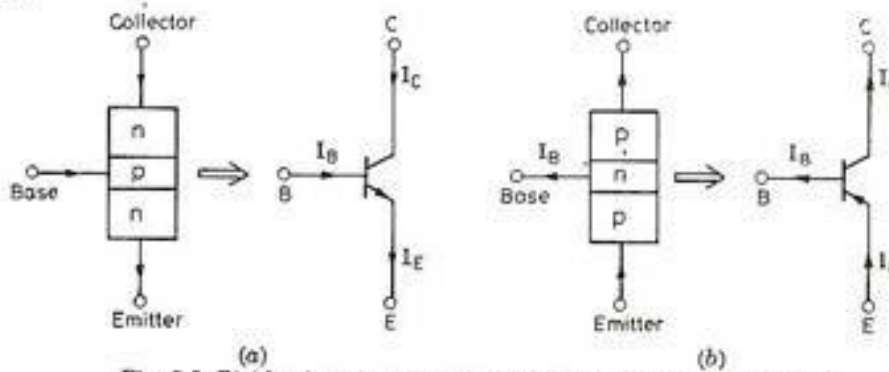 Collector
n
p
n
Base
Emitter
C
I_C
I_B
B
I_E
E
(a)
Collector
p
n
p
I_B
Base
Emitter
C
I_B
B
E
(b)